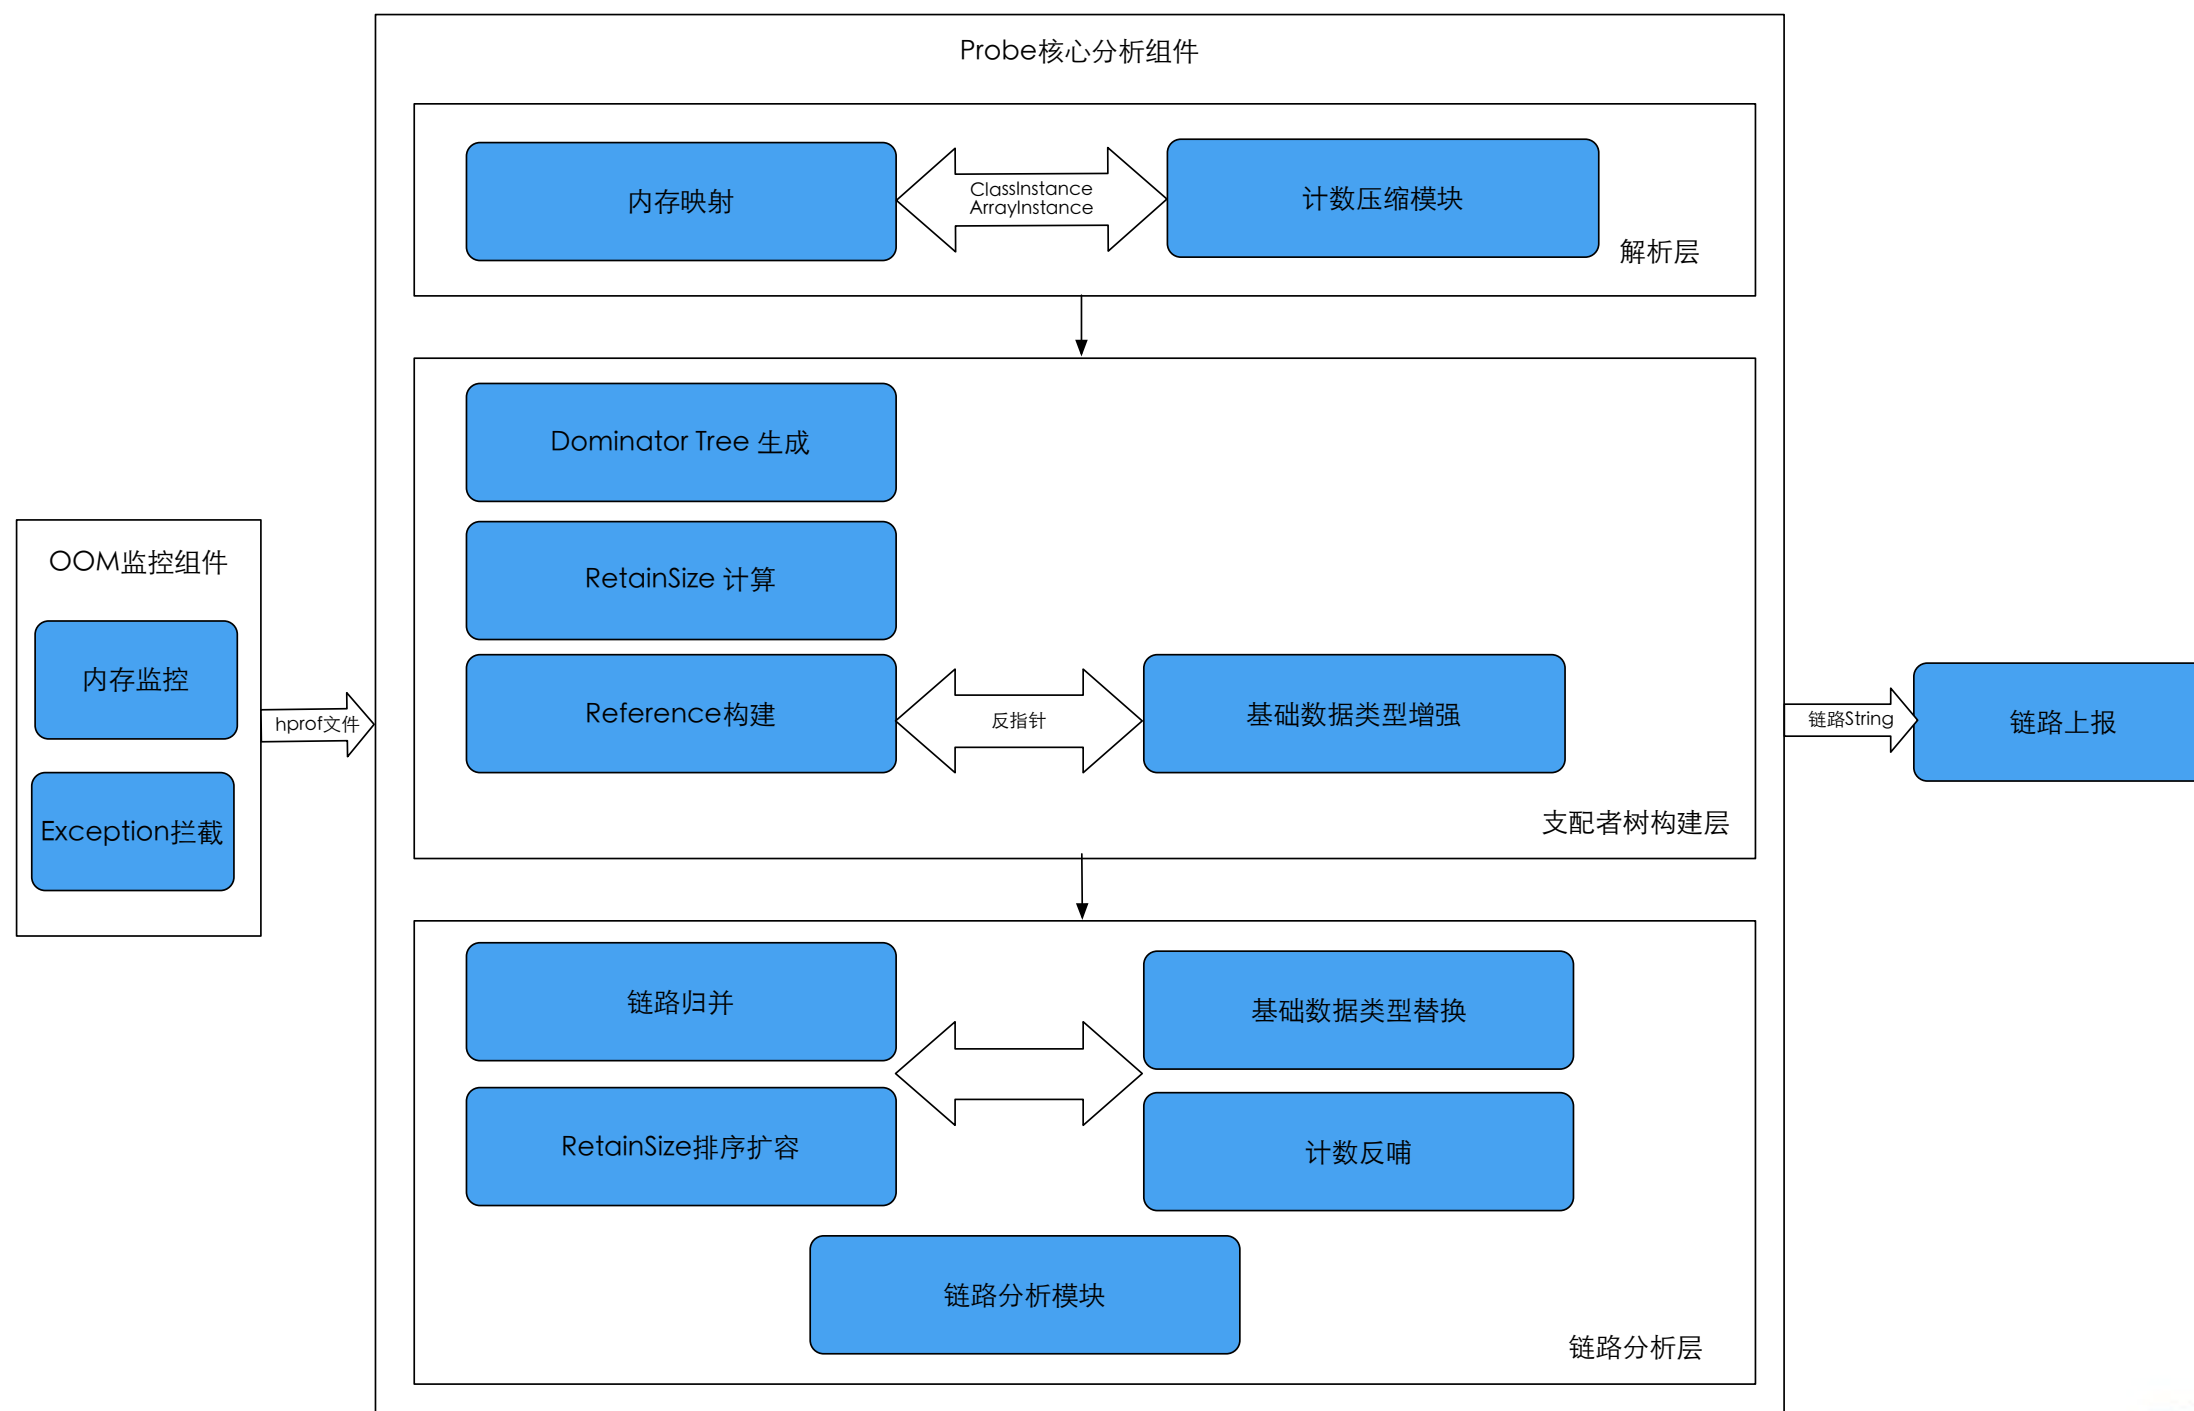 Probe核心分析组件
内存映射
ClassInstance
ArrayInstance
计数压缩模块
解析层
Dominator Tree 生成
RetainSize 计算
Reference构建
反指针
基础数据类型增强
支配者树构建层
OOM监控组件
内存监控
Exception拦截
hprof文件
链路String
链路上报
链路归并
基础数据类型替换
RetainSize排序扩容
计数反哺
链路分析模块
链路分析层